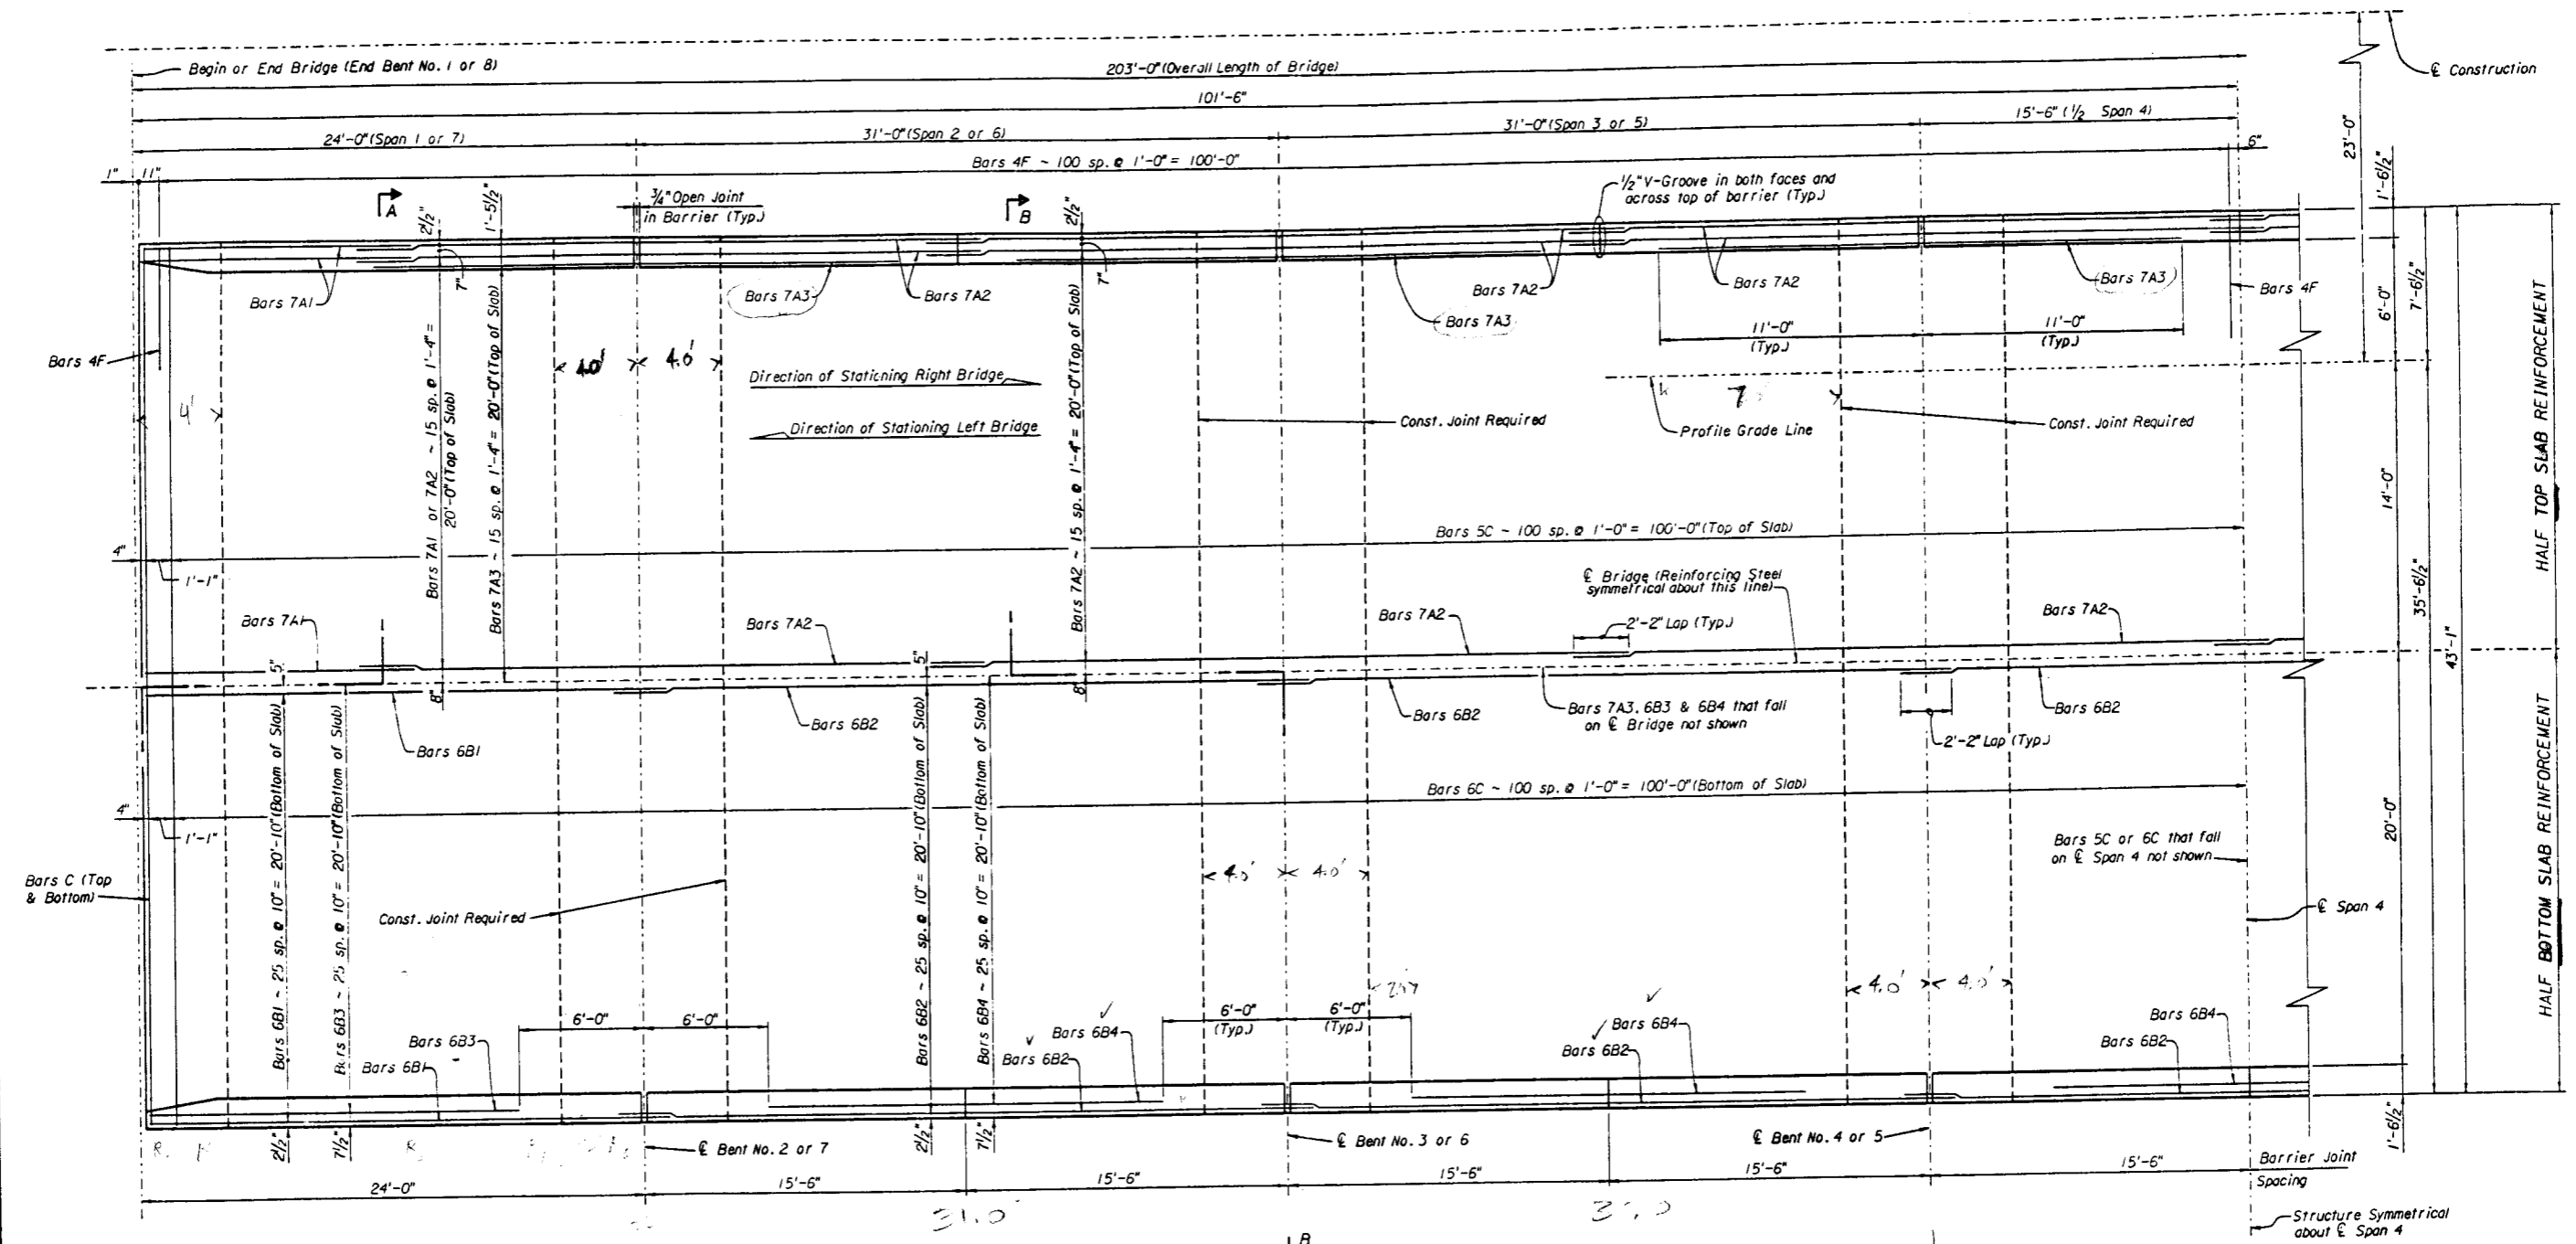 Begin or End Bridge (End Bent No. 1 or 8)
203'-0" (Overall Length of Bridge)
℄ Construction
101'-6"
24'-0" (Span 1 or 7)
31'-0" (Span 2 or 6)
31'-0" (Span 3 or 5)
15'-6" (1/2 Span 4)
Bars 4F ~ 100 sp. @ 1'-0" = 100'-0"
1"
11"
6"
23'-0"
1'-6 1/2"
A
2 1/2"
1'-5 1/2"
3/4" Open Joint
in Barrier (Typ.)
B
2 1/2"
1/2" V-Groove in both faces and
across top of barrier (Typ.)
Bars 7A1
7"
Bars 7A3
Bars 7A2
7"
Bars 7A2
Bars 7A3
Bars 7A2
Bars 7A3
Bars 4F
11'-0"
(Typ.)
11'-0"
(Typ.)
6'-0"
7'-6 1/2"
Bars 4F
4.0'
4.0'
4'
Direction of Stationing Right Bridge
Direction of Stationing Left Bridge
Const. Joint Required
7
Profile Grade Line
Const. Joint Required
Bars 7A1 or 7A2 ~ 15 sp. @ 1'-4" =
20'-0" (Top of Slab)
Bars 7A3 ~ 15 sp. @ 1'-4" = 20'-0" (Top of Slab)
Bars 7A2 ~ 15 sp. @ 1'-4" = 20'-0" (Top of Slab)
14'-0"
35'-6 1/2"
43'-1"
HALF TOP SLAB REINFORCEMENT
Bars 5C ~ 100 sp. @ 1'-0" = 100'-0" (Top of Slab)
4"
1'-1"
℄ Bridge (Reinforcing Steel
symmetrical about this line)
Bars 7A1
Bars 7A2
Bars 7A2
2'-2" Lap (Typ.)
Bars 7A2
5"
8"
5"
8"
Bars 6B1
Bars 6B2
Bars 6B2
Bars 7A3, 6B3 & 6B4 that fall
on ℄ Bridge not shown
2'-2" Lap (Typ.)
Bars 6B2
Bars 6C ~ 100 sp. @ 1'-0" = 100'-0" (Bottom of Slab)
4"
1'-1"
Bars 6B1 ~ 25 sp. @ 10" = 20'-10" (Bottom of Slab)
Bars 6B3 ~ 25 sp. @ 10" = 20'-10" (Bottom of Slab)
Bars 6B2 ~ 25 sp. @ 10" = 20'-10" (Bottom of Slab)
Bars 6B4 ~ 25 sp. @ 10" = 20'-10" (Bottom of Slab)
20'-0"
HALF BOTTOM SLAB REINFORCEMENT
Bars 5C or 6C that fall
on ℄ Span 4 not shown
Bars C (Top
& Bottom)
4.0'
4.0'
Const. Joint Required
℄ Span 4
4.0'
4.0'
6'-0"
6'-0"
6'-0"
(Typ.)
6'-0"
(Typ.)
Bars 6B3
Bars 6B1
Bars 6B4
Bars 6B2
Bars 6B4
Bars 6B2
Bars 6B4
Bars 6B2
2 1/2"
7 1/2"
2 1/2"
7 1/2"
1'-6 1/2"
℄ Bent No. 2 or 7
℄ Bent No. 3 or 6
℄ Bent No. 4 or 5
24'-0"
15'-6"
15'-6"
15'-6"
15'-6"
15'-6"
Barrier Joint
Spacing
31.0
Structure Symmetrical
about ℄ Span 4
B